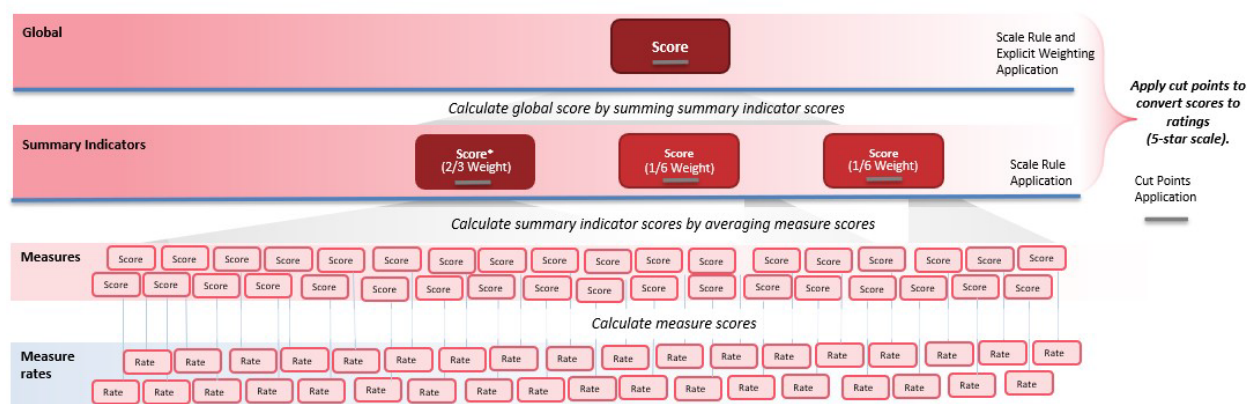 Global
Score
Scale Rule and
Explicit Weighting
Application
Calculate global score by summing summary indicator scores
Apply cut points to
convert scores to
ratings
(5-star scale).
Summary Indicators
Score*
(2/3 Weight)
Score
(1/6 Weight)
Score
(1/6 Weight)
Scale Rule
Application
Cut Points
Application
Calculate summary indicator scores by averaging measure scores
Measures
Score Score Score Score Score Score Score Score Score Score Score Score Score Score Score Score Score Score
Score Score Score Score Score Score Score Score Score Score Score Score Score Score Score Score Score Score
Calculate measure scores
Measure
rates
Rate Rate Rate Rate Rate Rate Rate Rate Rate Rate Rate Rate Rate Rate Rate Rate Rate Rate
Rate Rate Rate Rate Rate Rate Rate Rate Rate Rate Rate Rate Rate Rate Rate Rate Rate Rate